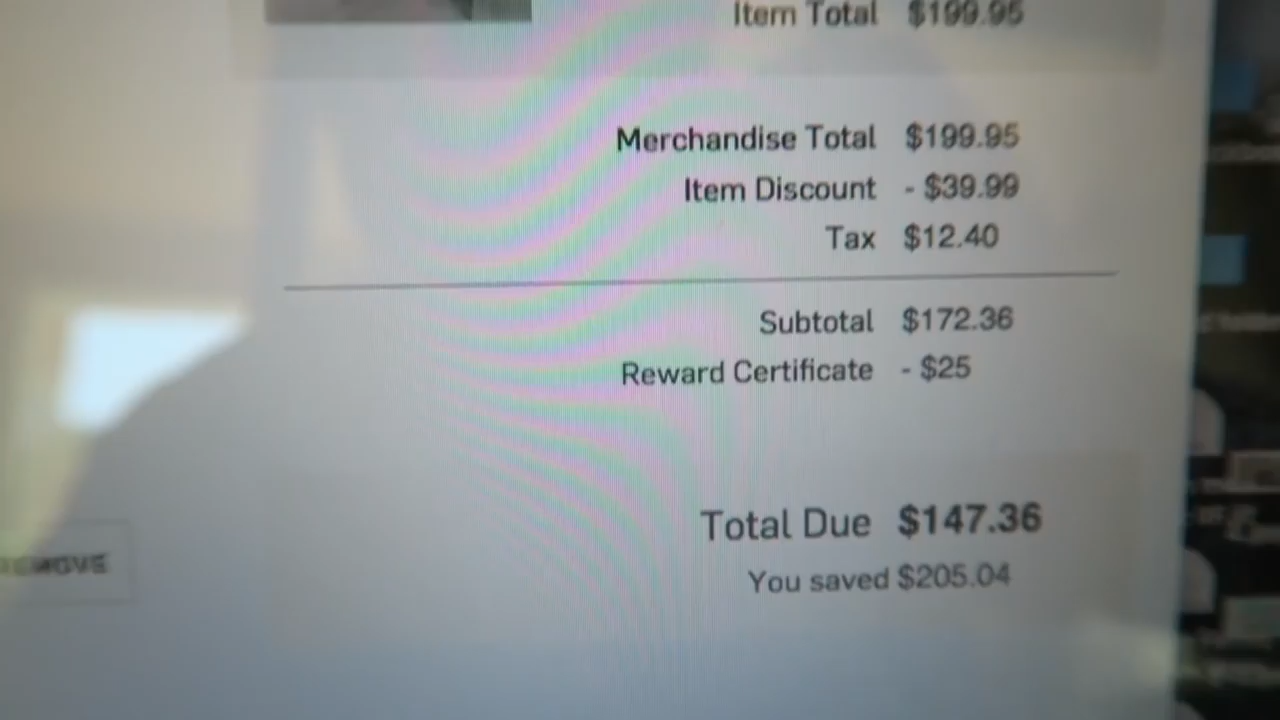 Item Total $199.95
Merchandise Total $199.95
Item Discount - $39.99
Tax $12.40
Subtotal $172.36
Reward Certificate - $25
Total Due $147.36
You saved $205.04
REMOVE